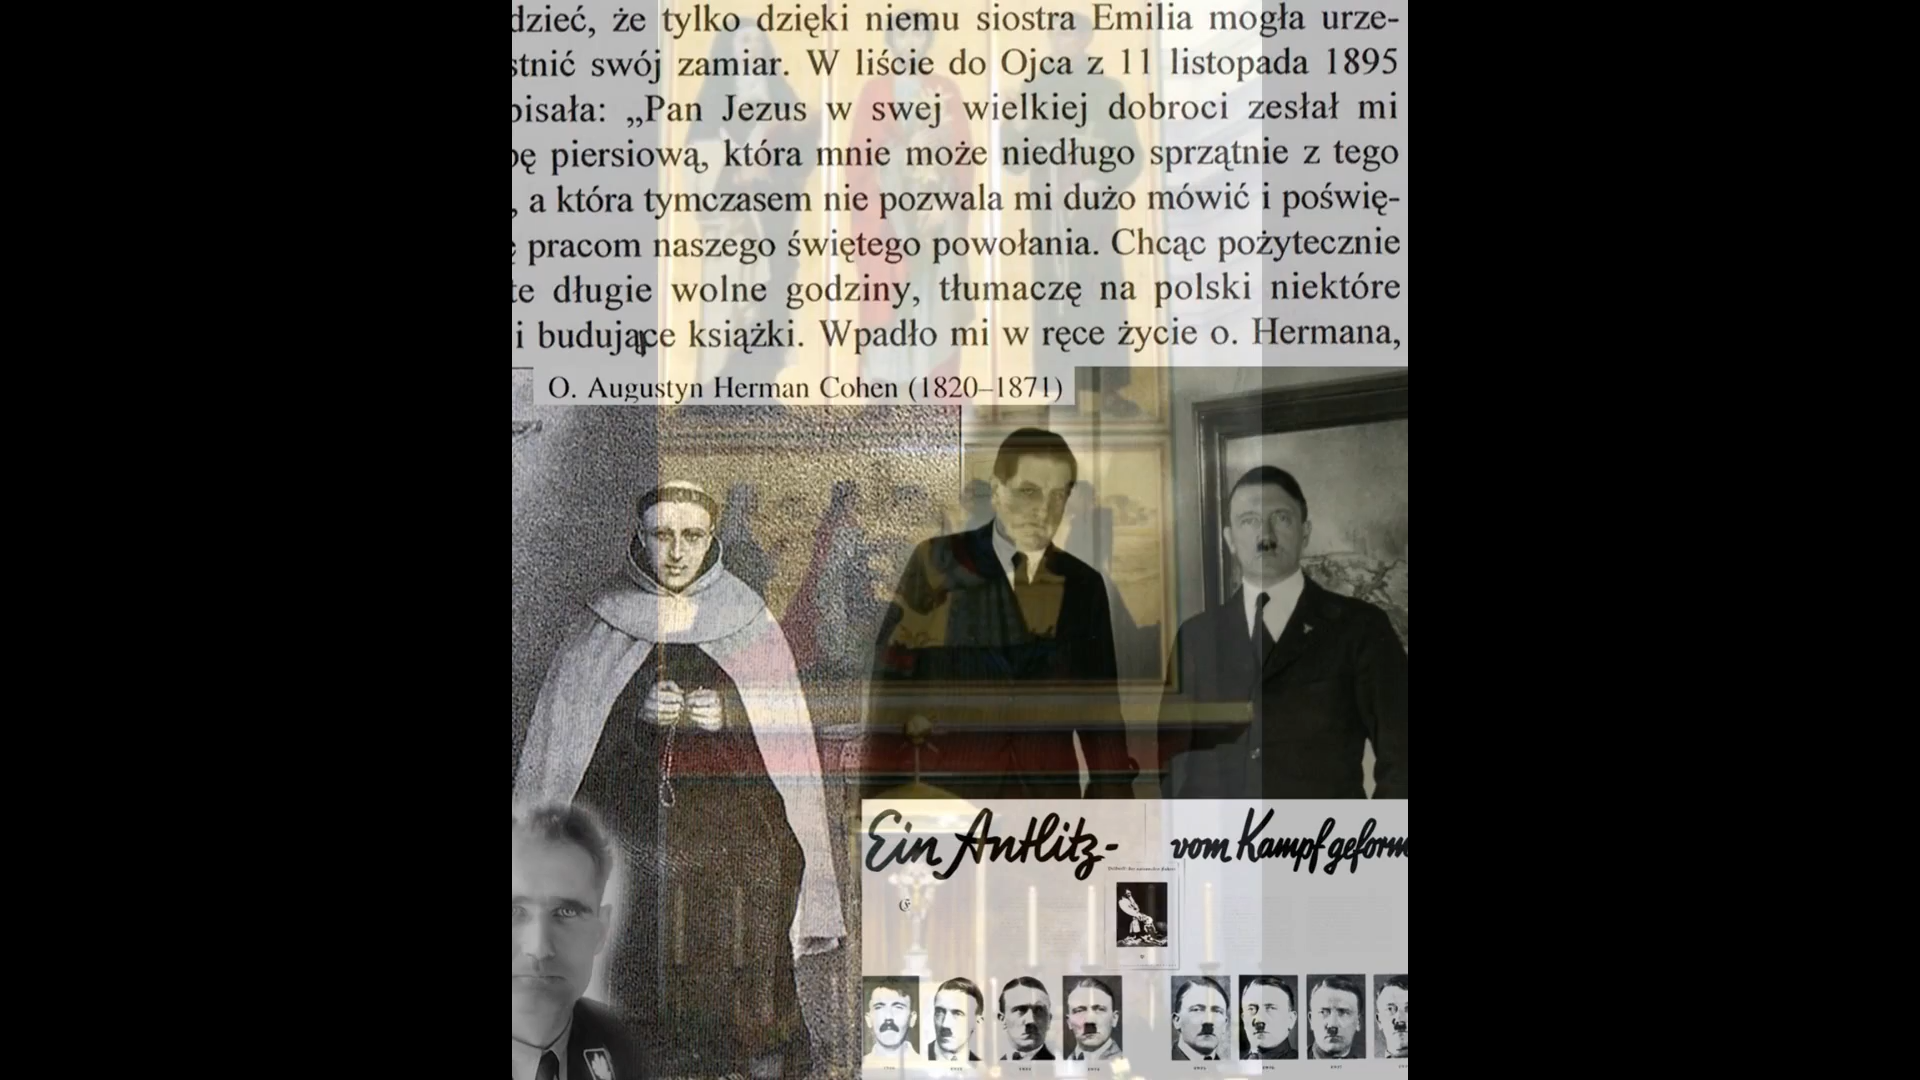 dzieć, że tylko dzięki niemu siostra Emilia mogła urze-
stnić swój zamiar. W liście do Ojca z 11 listopada 1895
pisała: „Pan Jezus w swej wielkiej dobroci zesłał mi
bę piersiową, która mnie może niedługo sprzątnie z tego
, a która tymczasem nie pozwala mi dużo mówić i poświę-
ę pracom naszego świętego powołania. Chcąc pożytecznie
te długie wolne godziny, tłumaczę na polski niektóre
i budujące książki. Wpadło mi w ręce życie o. Hermana,
O. Augustyn Herman Cohen (1820–1871)
Ein Antlitz- vom Kampf geform